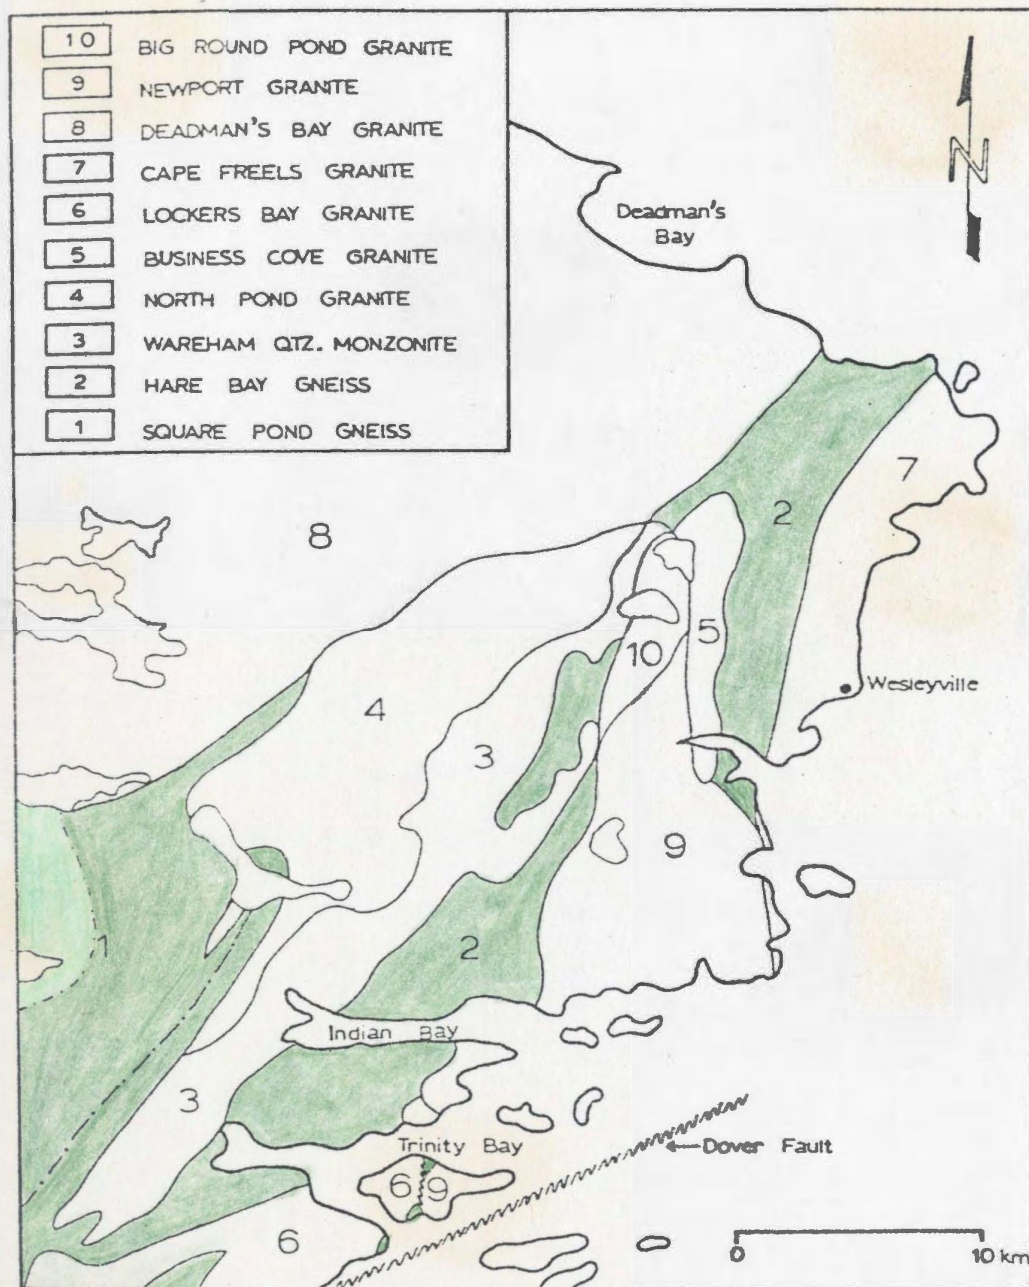 10 BIG ROUND POND GRANITE
9 NEWPORT GRANITE
8 DEADMAN'S BAY GRANITE
7 CAPE FREELS GRANITE
6 LOCKERS BAY GRANITE
5 BUSINESS COVE GRANITE
4 NORTH POND GRANITE
3 WAREHAM QTZ. MONZONITE
2 HARE BAY GNEISS
1 SQUARE POND GNEISS
N
Deadman's
Bay
7
2
8
5
10
Wesleyville
4
3
9
1
2
Indian Bay
3
Trinity Bay
Dover Fault
6 9
6
0 10 km